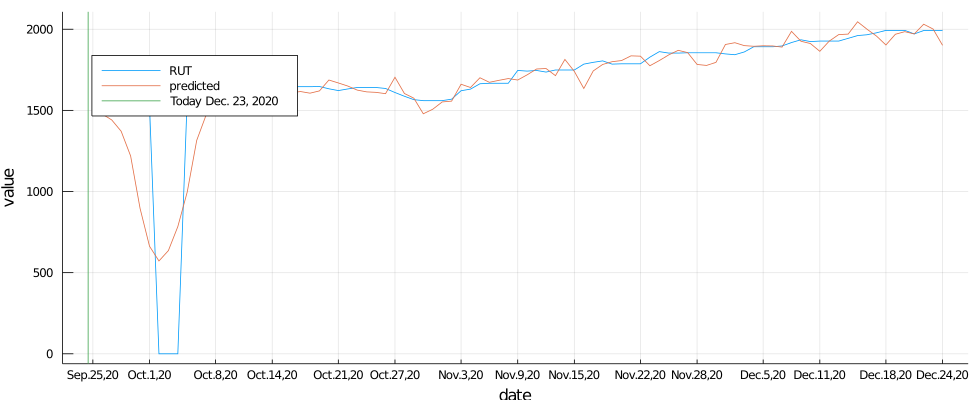 2000
1500
1000
500
0
value
RUT
predicted
Today Dec. 23, 2020
Sep.25,20 Oct.1,20 Oct.8,20 Oct.14,20 Oct.21,20 Oct.27,20 Nov.3,20 Nov.9,20 Nov.15,20 Nov.22,20 Nov.28,20 Dec.5,20 Dec.11,20 Dec.18,20 Dec.24,20
date